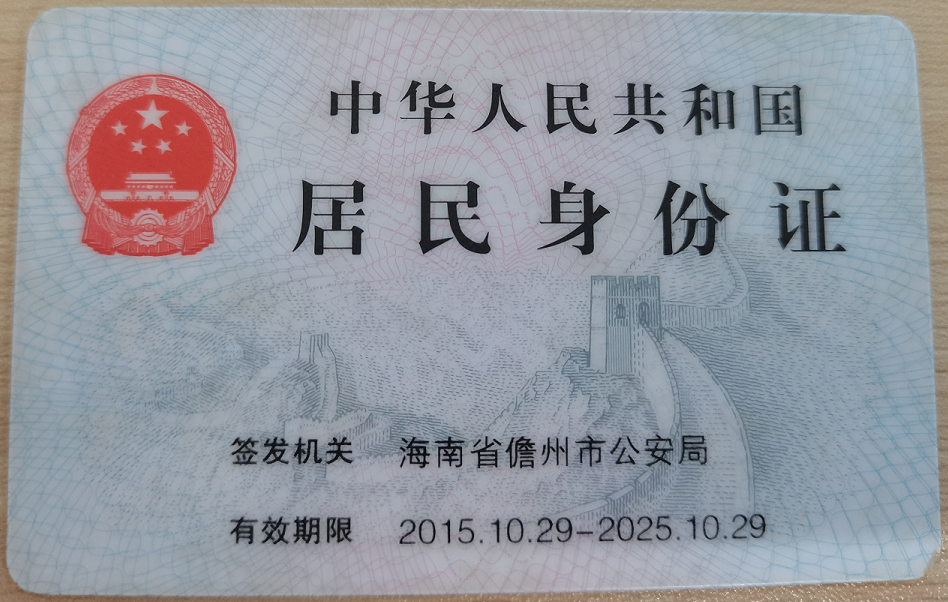 中华人民共和国
居民身份证
签发机关 海南省儋州市公安局
有效期限 2015.10.29-2025.10.29